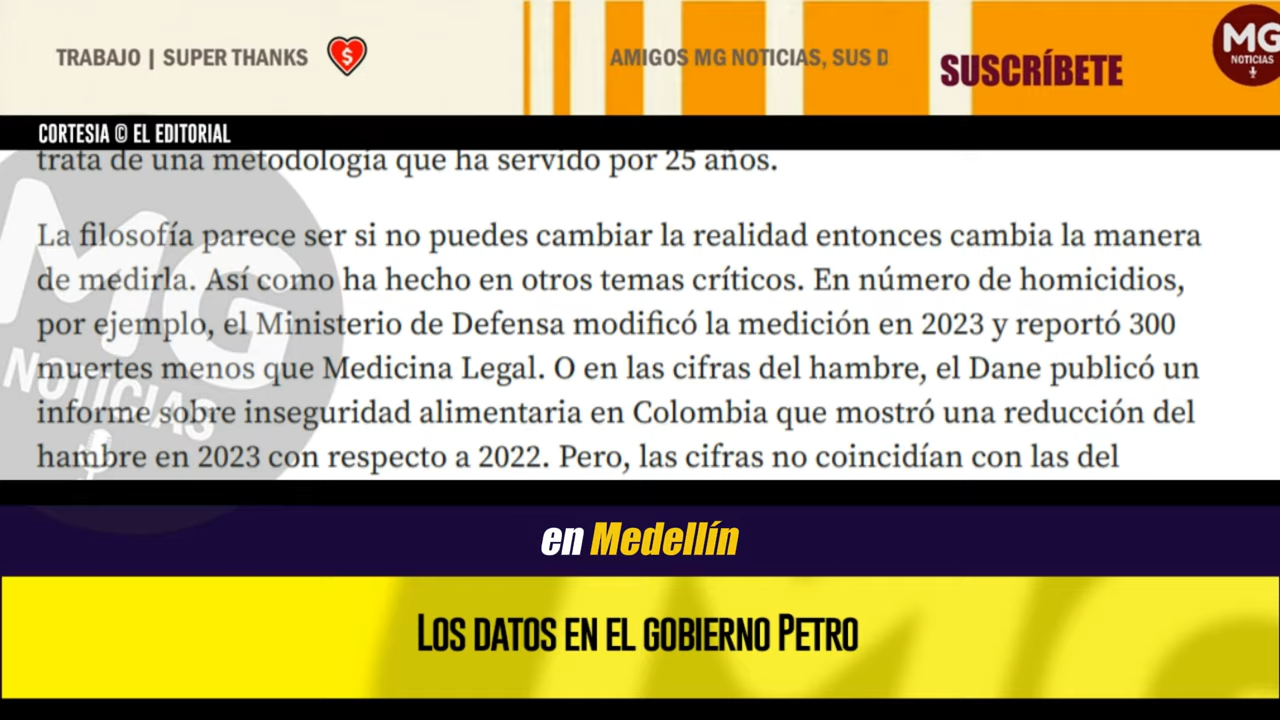 TRABAJO | SUPER THANKS
AMIGOS MG NOTICIAS, SUS D
SUSCRÍBETE
MG
NOTICIAS
CORTESIA © EL EDITORIAL
trata de una metodología que ha servido por 25 años.
La filosofía parece ser si no puedes cambiar la realidad entonces cambia la manera
de medirla. Así como ha hecho en otros temas críticos. En número de homicidios,
por ejemplo, el Ministerio de Defensa modificó la medición en 2023 y reportó 300
muertes menos que Medicina Legal. O en las cifras del hambre, el Dane publicó un
informe sobre inseguridad alimentaria en Colombia que mostró una reducción del
hambre en 2023 con respecto a 2022. Pero, las cifras no coincidían con las del
MG
NOTICIAS
en Medellín
LOS DATOS EN EL GOBIERNO PETRO